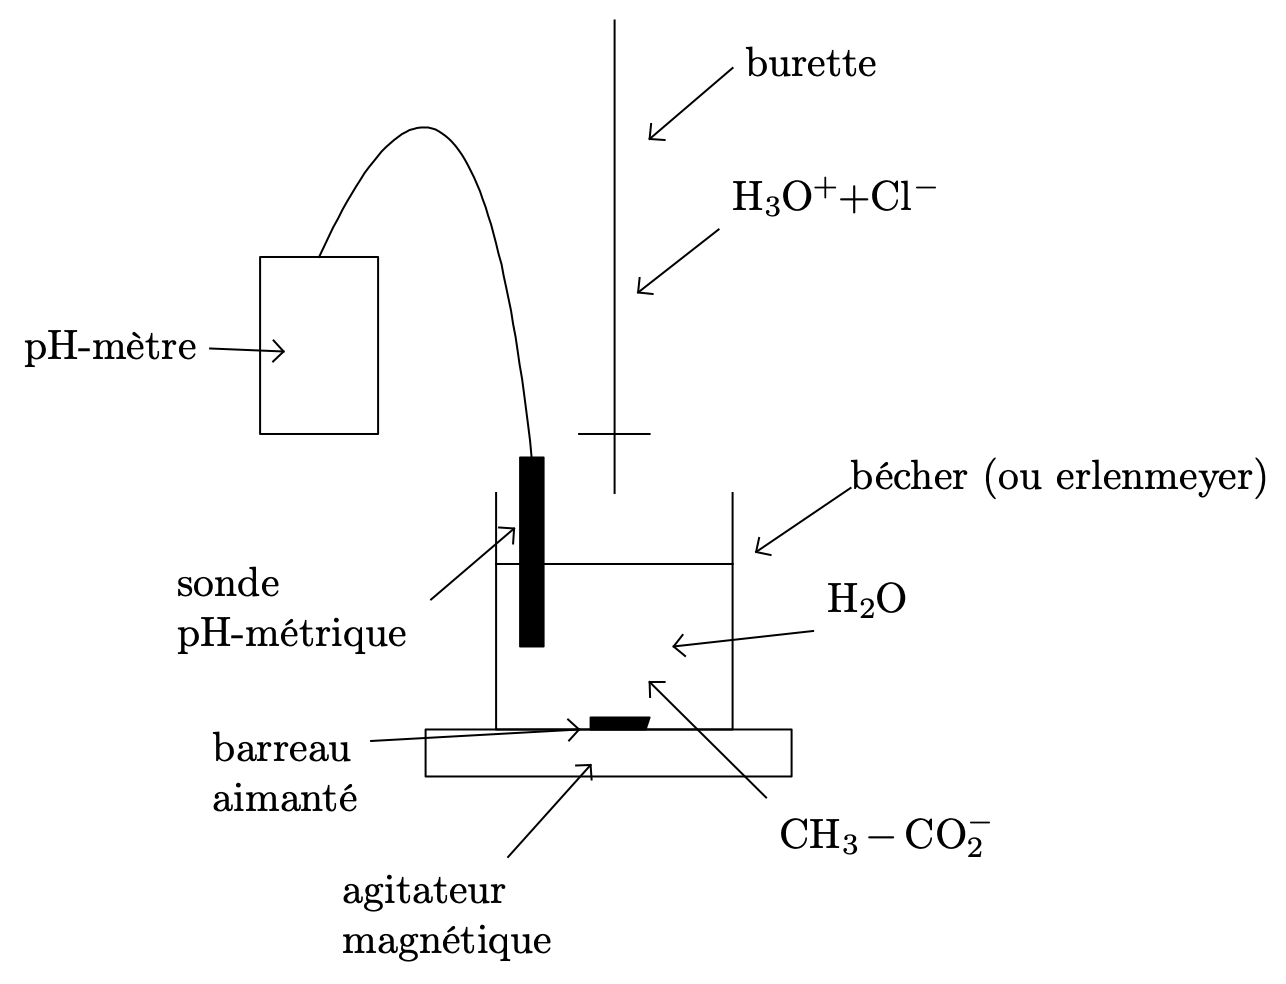 burette
H₃O⁺+Cl⁻
pH-mètre
bécher (ou erlenmeyer)
sonde
pH-métrique
H₂O
barreau
aimanté
CH₃ – CO₂⁻
agitateur
magnétique